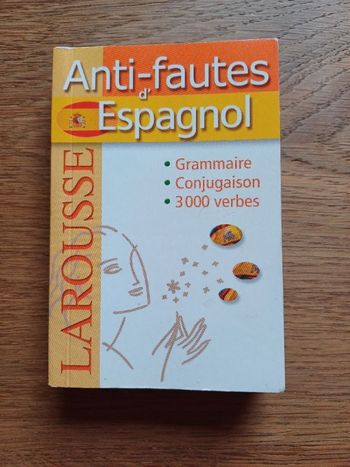 Anti-fautes
d'
Espagnol
• Grammaire
• Conjugaison
• 3000 verbes
LAROUSSE